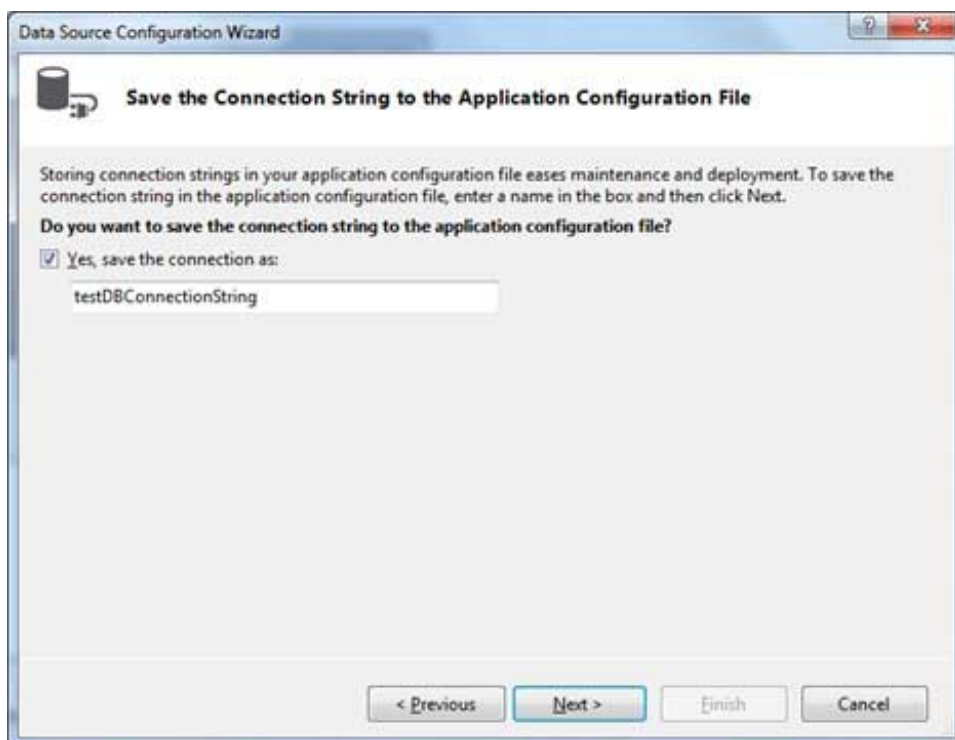 Data Source Configuration Wizard
Save the Connection String to the Application Configuration File
Storing connection strings in your application configuration file eases maintenance and deployment. To save the
connection string in the application configuration file, enter a name in the box and then click Next.
Do you want to save the connection string to the application configuration file?
Yes, save the connection as:
testDBConnectionString
< Previous
Next >
Finish
Cancel